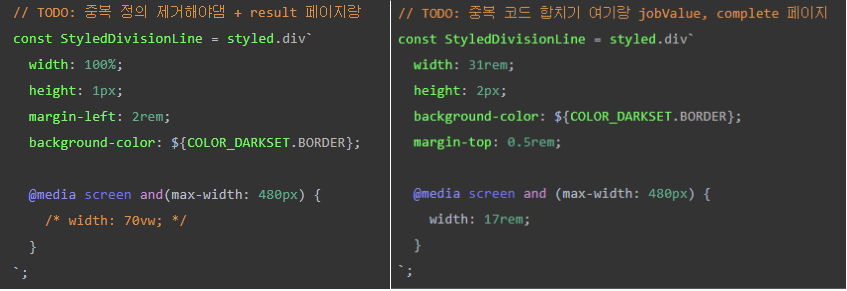 // TODO: 중복 정의 제거해야댐 + result 페이지랑
const StyledDivisionLine = styled.div`
  width: 100%;
  height: 1px;
  margin-left: 2rem;
  background-color: ${COLOR_DARKSET.BORDER};

  @media screen and(max-width: 480px) {
    /* width: 70vw; */
  }
`;
// TODO: 중복 코드 합치기 여기랑 jobValue, complete 페이지
const StyledDivisionLine = styled.div`
  width: 31rem;
  height: 2px;
  background-color: ${COLOR_DARKSET.BORDER};
  margin-top: 0.5rem;

  @media screen and (max-width: 480px) {
    width: 17rem;
  }
`;